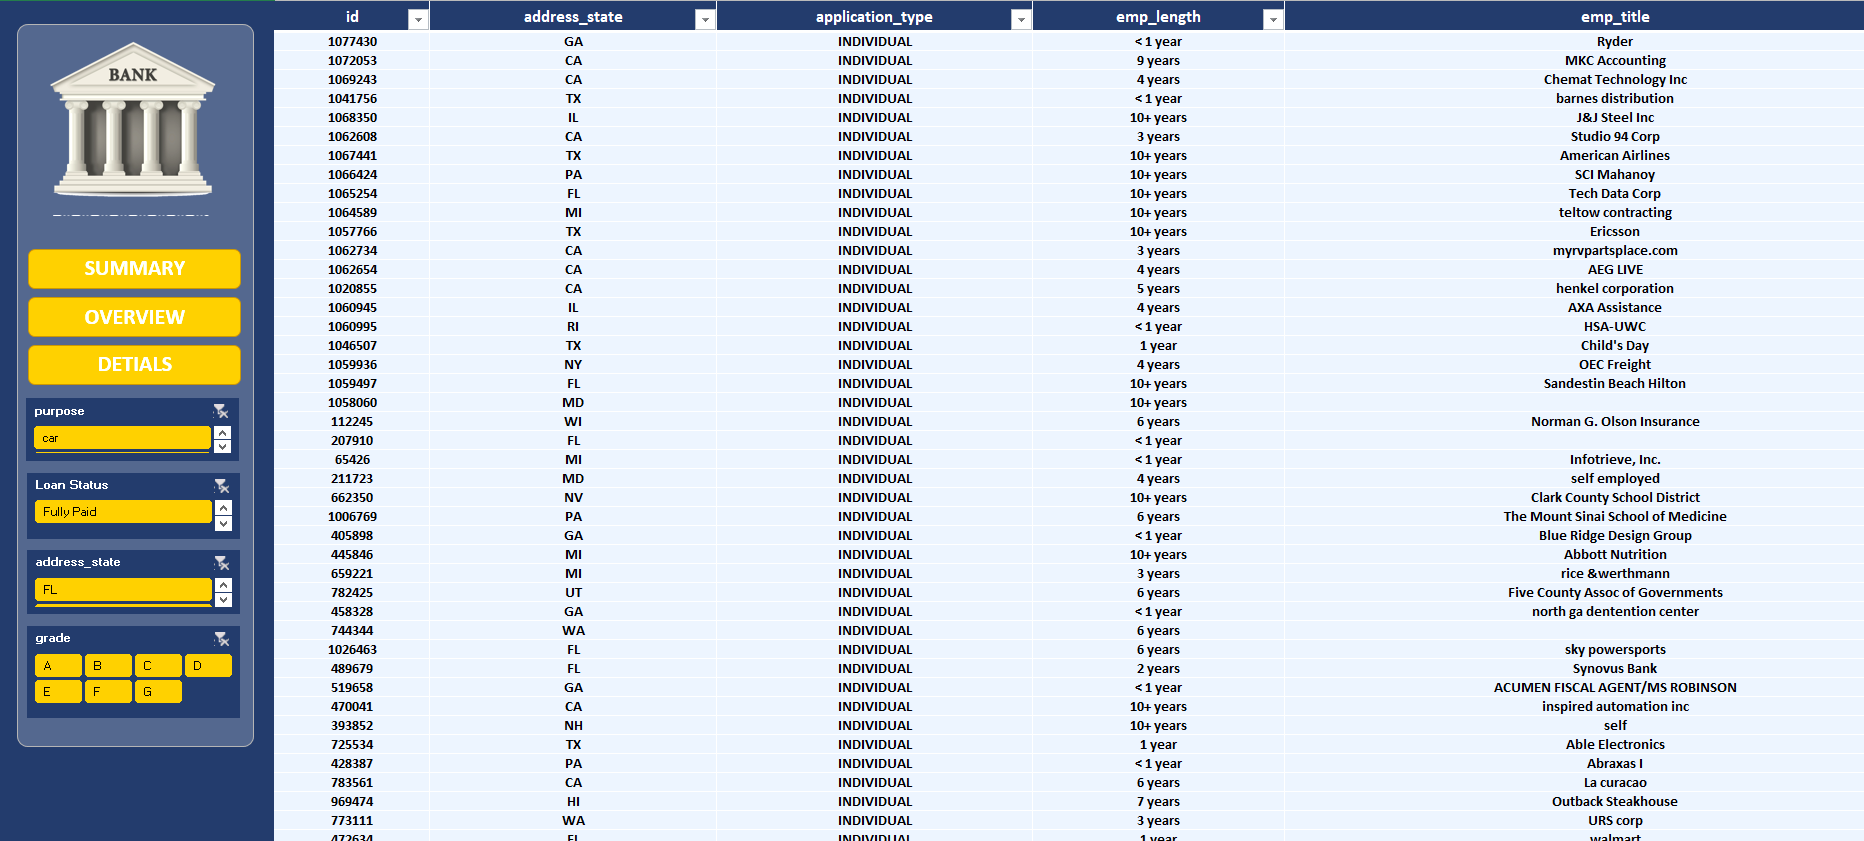 BANK
SUMMARY
OVERVIEW
DETIALS
purpose
car
Loan Status
Fully Paid
address_state
FL
grade
A B C D
E F G
id address_state application_type emp_length emp_title
1077430 GA INDIVIDUAL < 1 year Ryder
1072053 CA INDIVIDUAL 9 years MKC Accounting
1069243 CA INDIVIDUAL 4 years Chemat Technology Inc
1041756 TX INDIVIDUAL < 1 year barnes distribution
1068350 IL INDIVIDUAL 10+ years J&J Steel Inc
1062608 CA INDIVIDUAL 3 years Studio 94 Corp
1067441 TX INDIVIDUAL 10+ years American Airlines
1066424 PA INDIVIDUAL 10+ years SCI Mahanoy
1065254 FL INDIVIDUAL 10+ years Tech Data Corp
1064589 MI INDIVIDUAL 10+ years teltow contracting
1057766 TX INDIVIDUAL 10+ years Ericsson
1062734 CA INDIVIDUAL 3 years myrvpartsplace.com
1062654 CA INDIVIDUAL 4 years AEG LIVE
1020855 CA INDIVIDUAL 5 years henkel corporation
1060945 IL INDIVIDUAL 4 years AXA Assistance
1060995 RI INDIVIDUAL < 1 year HSA-UWC
1046507 TX INDIVIDUAL 1 year Child's Day
1059936 NY INDIVIDUAL 4 years OEC Freight
1059497 FL INDIVIDUAL 10+ years Sandestin Beach Hilton
1058060 MD INDIVIDUAL 10+ years
112245 WI INDIVIDUAL 6 years Norman G. Olson Insurance
207910 FL INDIVIDUAL < 1 year
65426 MI INDIVIDUAL < 1 year Infotrieve, Inc.
211723 MD INDIVIDUAL 4 years self employed
662350 NV INDIVIDUAL 10+ years Clark County School District
1006769 PA INDIVIDUAL 6 years The Mount Sinai School of Medicine
405898 GA INDIVIDUAL < 1 year Blue Ridge Design Group
445846 MI INDIVIDUAL 10+ years Abbott Nutrition
659221 MI INDIVIDUAL 3 years rice &werthmann
782425 UT INDIVIDUAL 6 years Five County Assoc of Governments
458328 GA INDIVIDUAL < 1 year north ga dentention center
744344 WA INDIVIDUAL 6 years
1026463 FL INDIVIDUAL 6 years sky powersports
489679 FL INDIVIDUAL 2 years Synovus Bank
519658 GA INDIVIDUAL < 1 year ACUMEN FISCAL AGENT/MS ROBINSON
470041 CA INDIVIDUAL 10+ years inspired automation inc
393852 NH INDIVIDUAL 10+ years self
725534 TX INDIVIDUAL 1 year Able Electronics
428387 PA INDIVIDUAL < 1 year Abraxas I
783561 CA INDIVIDUAL 6 years La curacao
969474 HI INDIVIDUAL 7 years Outback Steakhouse
773111 WA INDIVIDUAL 3 years URS corp
472634 FL INDIVIDUAL 1 year walmart